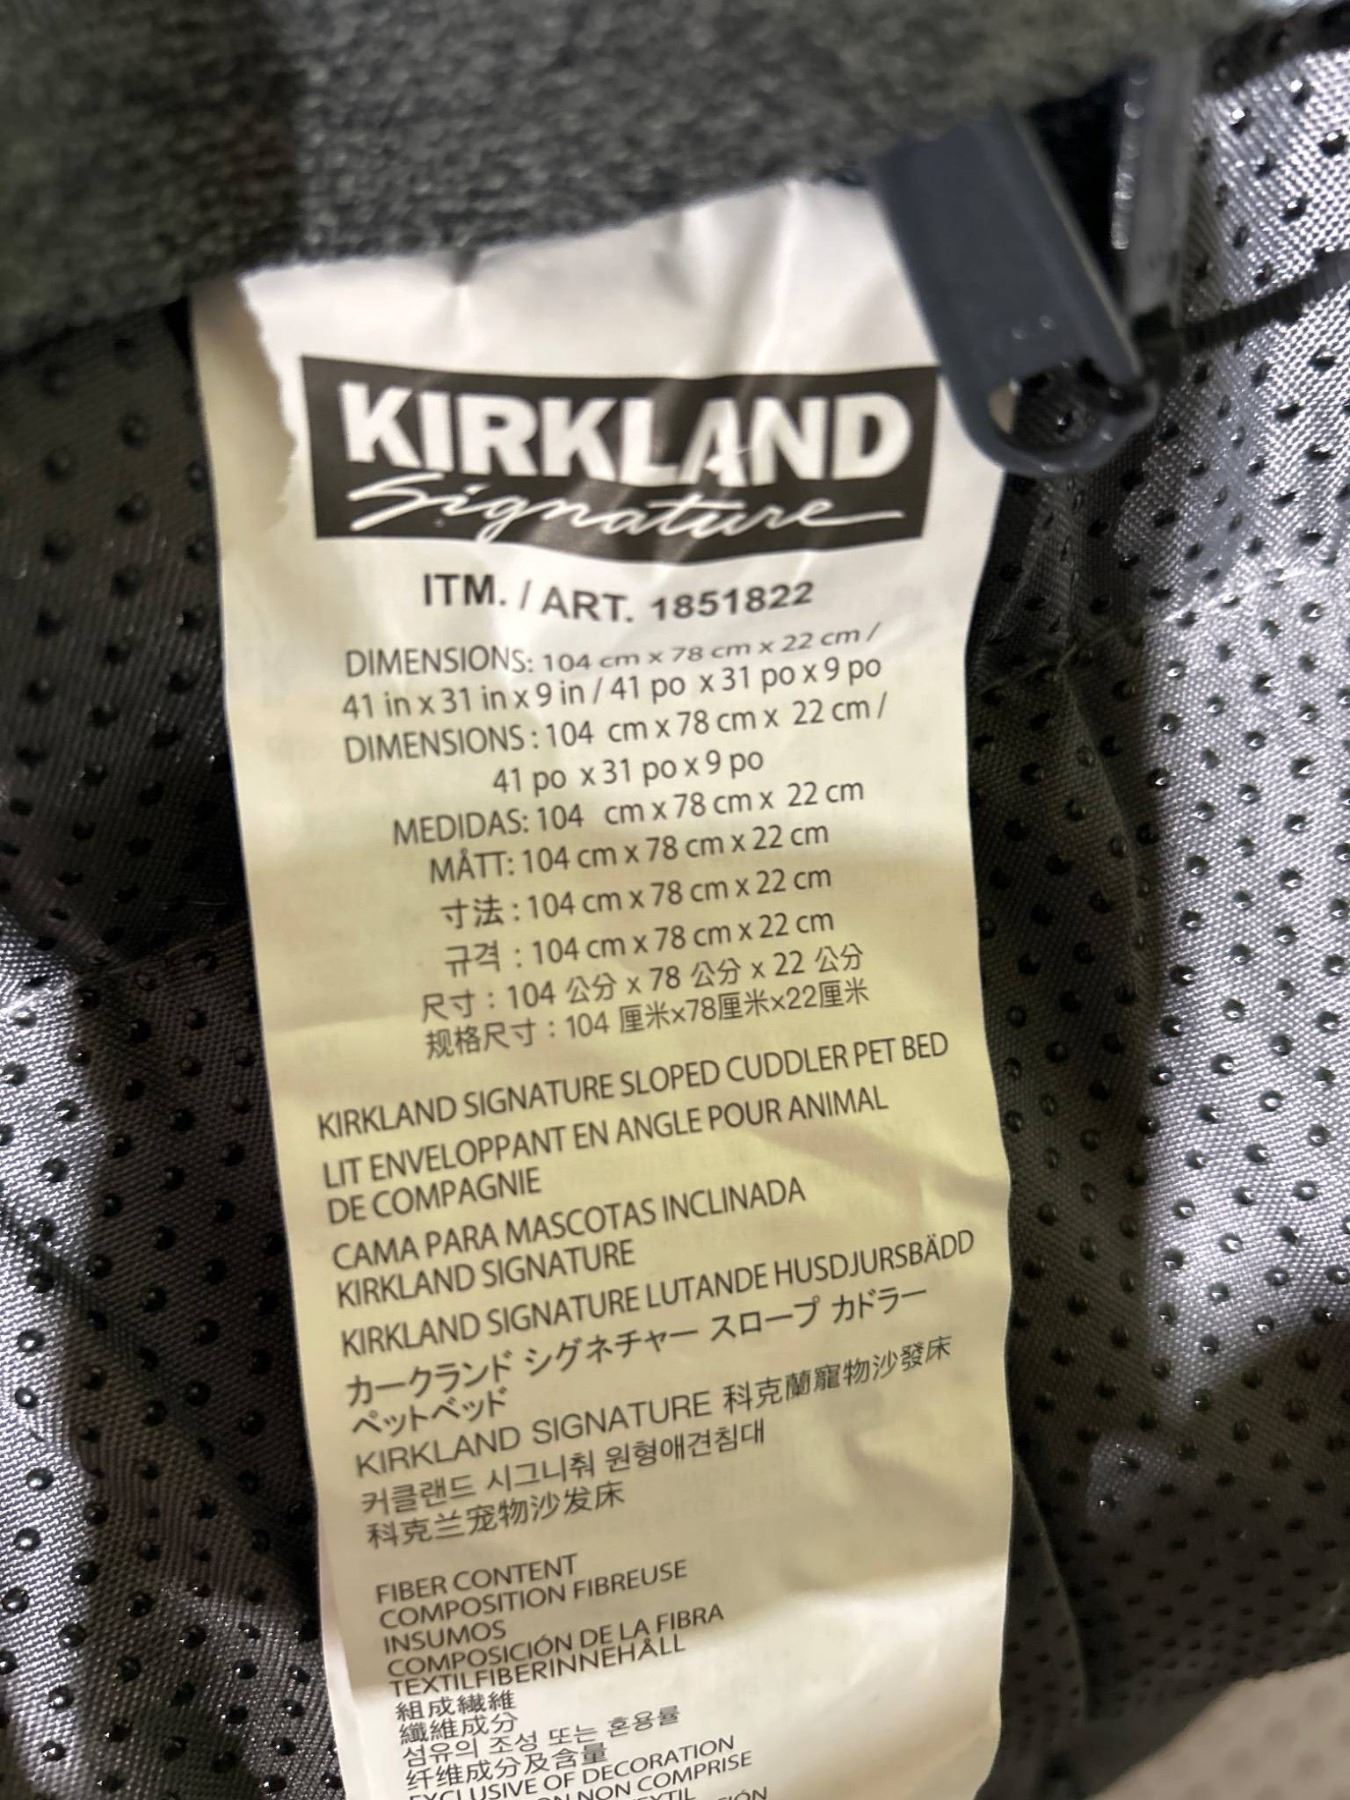 KIRKLAND
Signature
ITM. / ART. 1851822
DIMENSIONS: 104 cm x 78 cm x 22 cm /
41 in x 31 in x 9 in / 41 po x 31 po x 9 po
DIMENSIONS : 104 cm x 78 cm x 22 cm /
41 po x 31 po x 9 po
MEDIDAS: 104 cm x 78 cm x 22 cm
MÅTT: 104 cm x 78 cm x 22 cm
寸法 : 104 cm x 78 cm x 22 cm
규격 : 104 cm x 78 cm x 22 cm
尺寸 : 104 公分 x 78 公分 x 22 公分
规格尺寸 : 104 厘米×78厘米×22厘米
KIRKLAND SIGNATURE SLOPED CUDDLER PET BED
LIT ENVELOPPANT EN ANGLE POUR ANIMAL
DE COMPAGNIE
CAMA PARA MASCOTAS INCLINADA
KIRKLAND SIGNATURE
KIRKLAND SIGNATURE LUTANDE HUSDJURSBÄDD
カークランド シグネチャー スロープ カドラー
ペットベッド
KIRKLAND SIGNATURE 科克蘭寵物沙發床
커클랜드 시그니춰 원형애견침대
科克兰宠物沙发床
FIBER CONTENT
COMPOSITION FIBREUSE
INSUMOS
COMPOSICIÓN DE LA FIBRA
TEXTILFIBERINNEHÅLL
組成繊維
纖維成分
섬유의 조성 또는 혼용률
纤维成分及含量
EXCLUSIVE OF DECORATION
NON COMPRISE